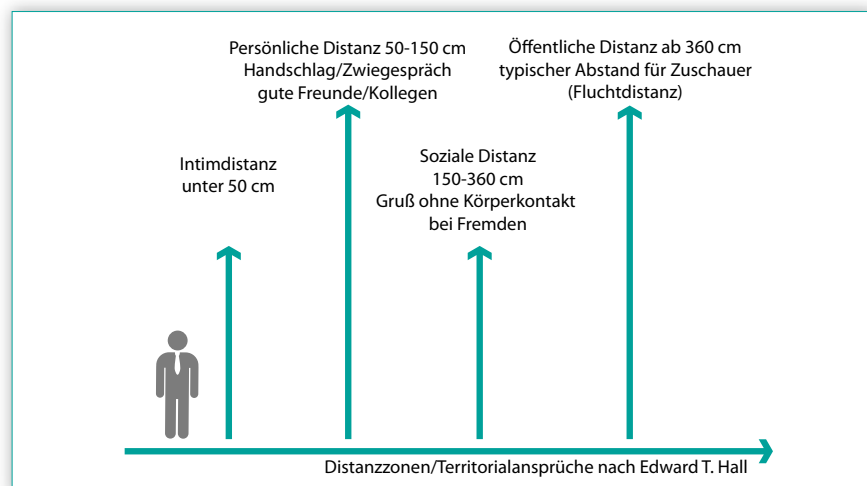 Persönliche Distanz 50-150 cm
Handschlag/Zwiegespräch
gute Freunde/Kollegen
Öffentliche Distanz ab 360 cm
typischer Abstand für Zuschauer
(Fluchtdistanz)
Intimdistanz
unter 50 cm
Soziale Distanz
150-360 cm
Gruß ohne Körperkontakt
bei Fremden
Distanzzonen/Territorialansprüche nach Edward T. Hall